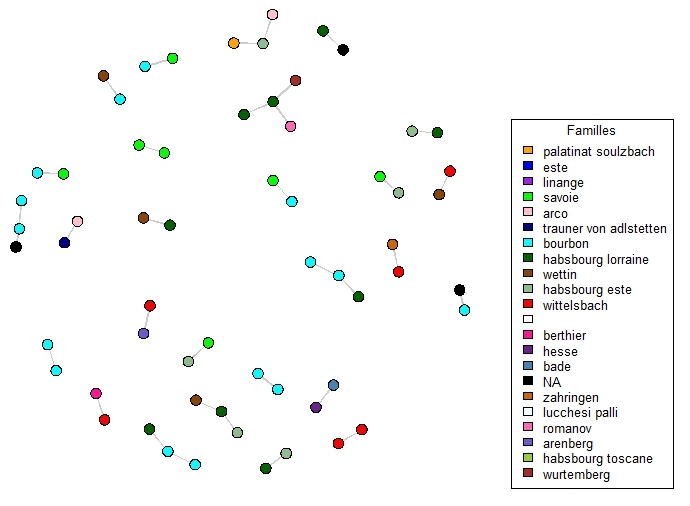 Familles
palatinat soulzbach
este
linange
savoie
arco
trauner von adlstetten
bourbon
habsbourg lorraine
wettin
habsbourg este
wittelsbach
berthier
hesse
bade
NA
zahringen
lucchesi palli
romanov
arenberg
habsbourg toscane
wurtemberg